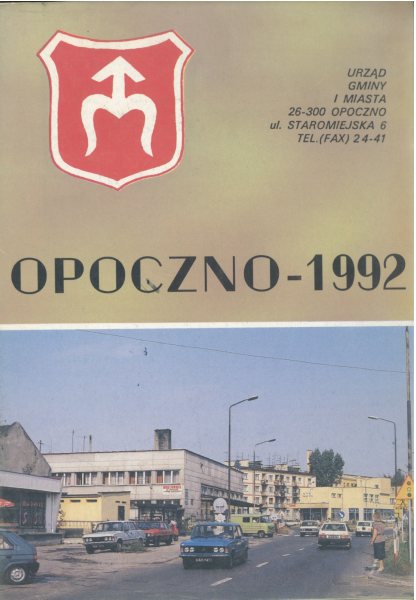 URZĄD
GMINY
I MIASTA
26-300 OPOCZNO
ul. STAROMIEJSKA 6
TEL.(FAX) 24-41
OPOCZNO-1992